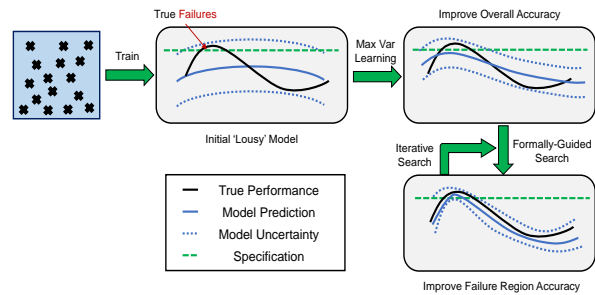 True Failures
Improve Overall Accuracy
Train
Max Var
Learning
Initial 'Lousy' Model
Iterative
Search
Formally-Guided
Search
True Performance
Model Prediction
Model Uncertainty
Specification
Improve Failure Region Accuracy